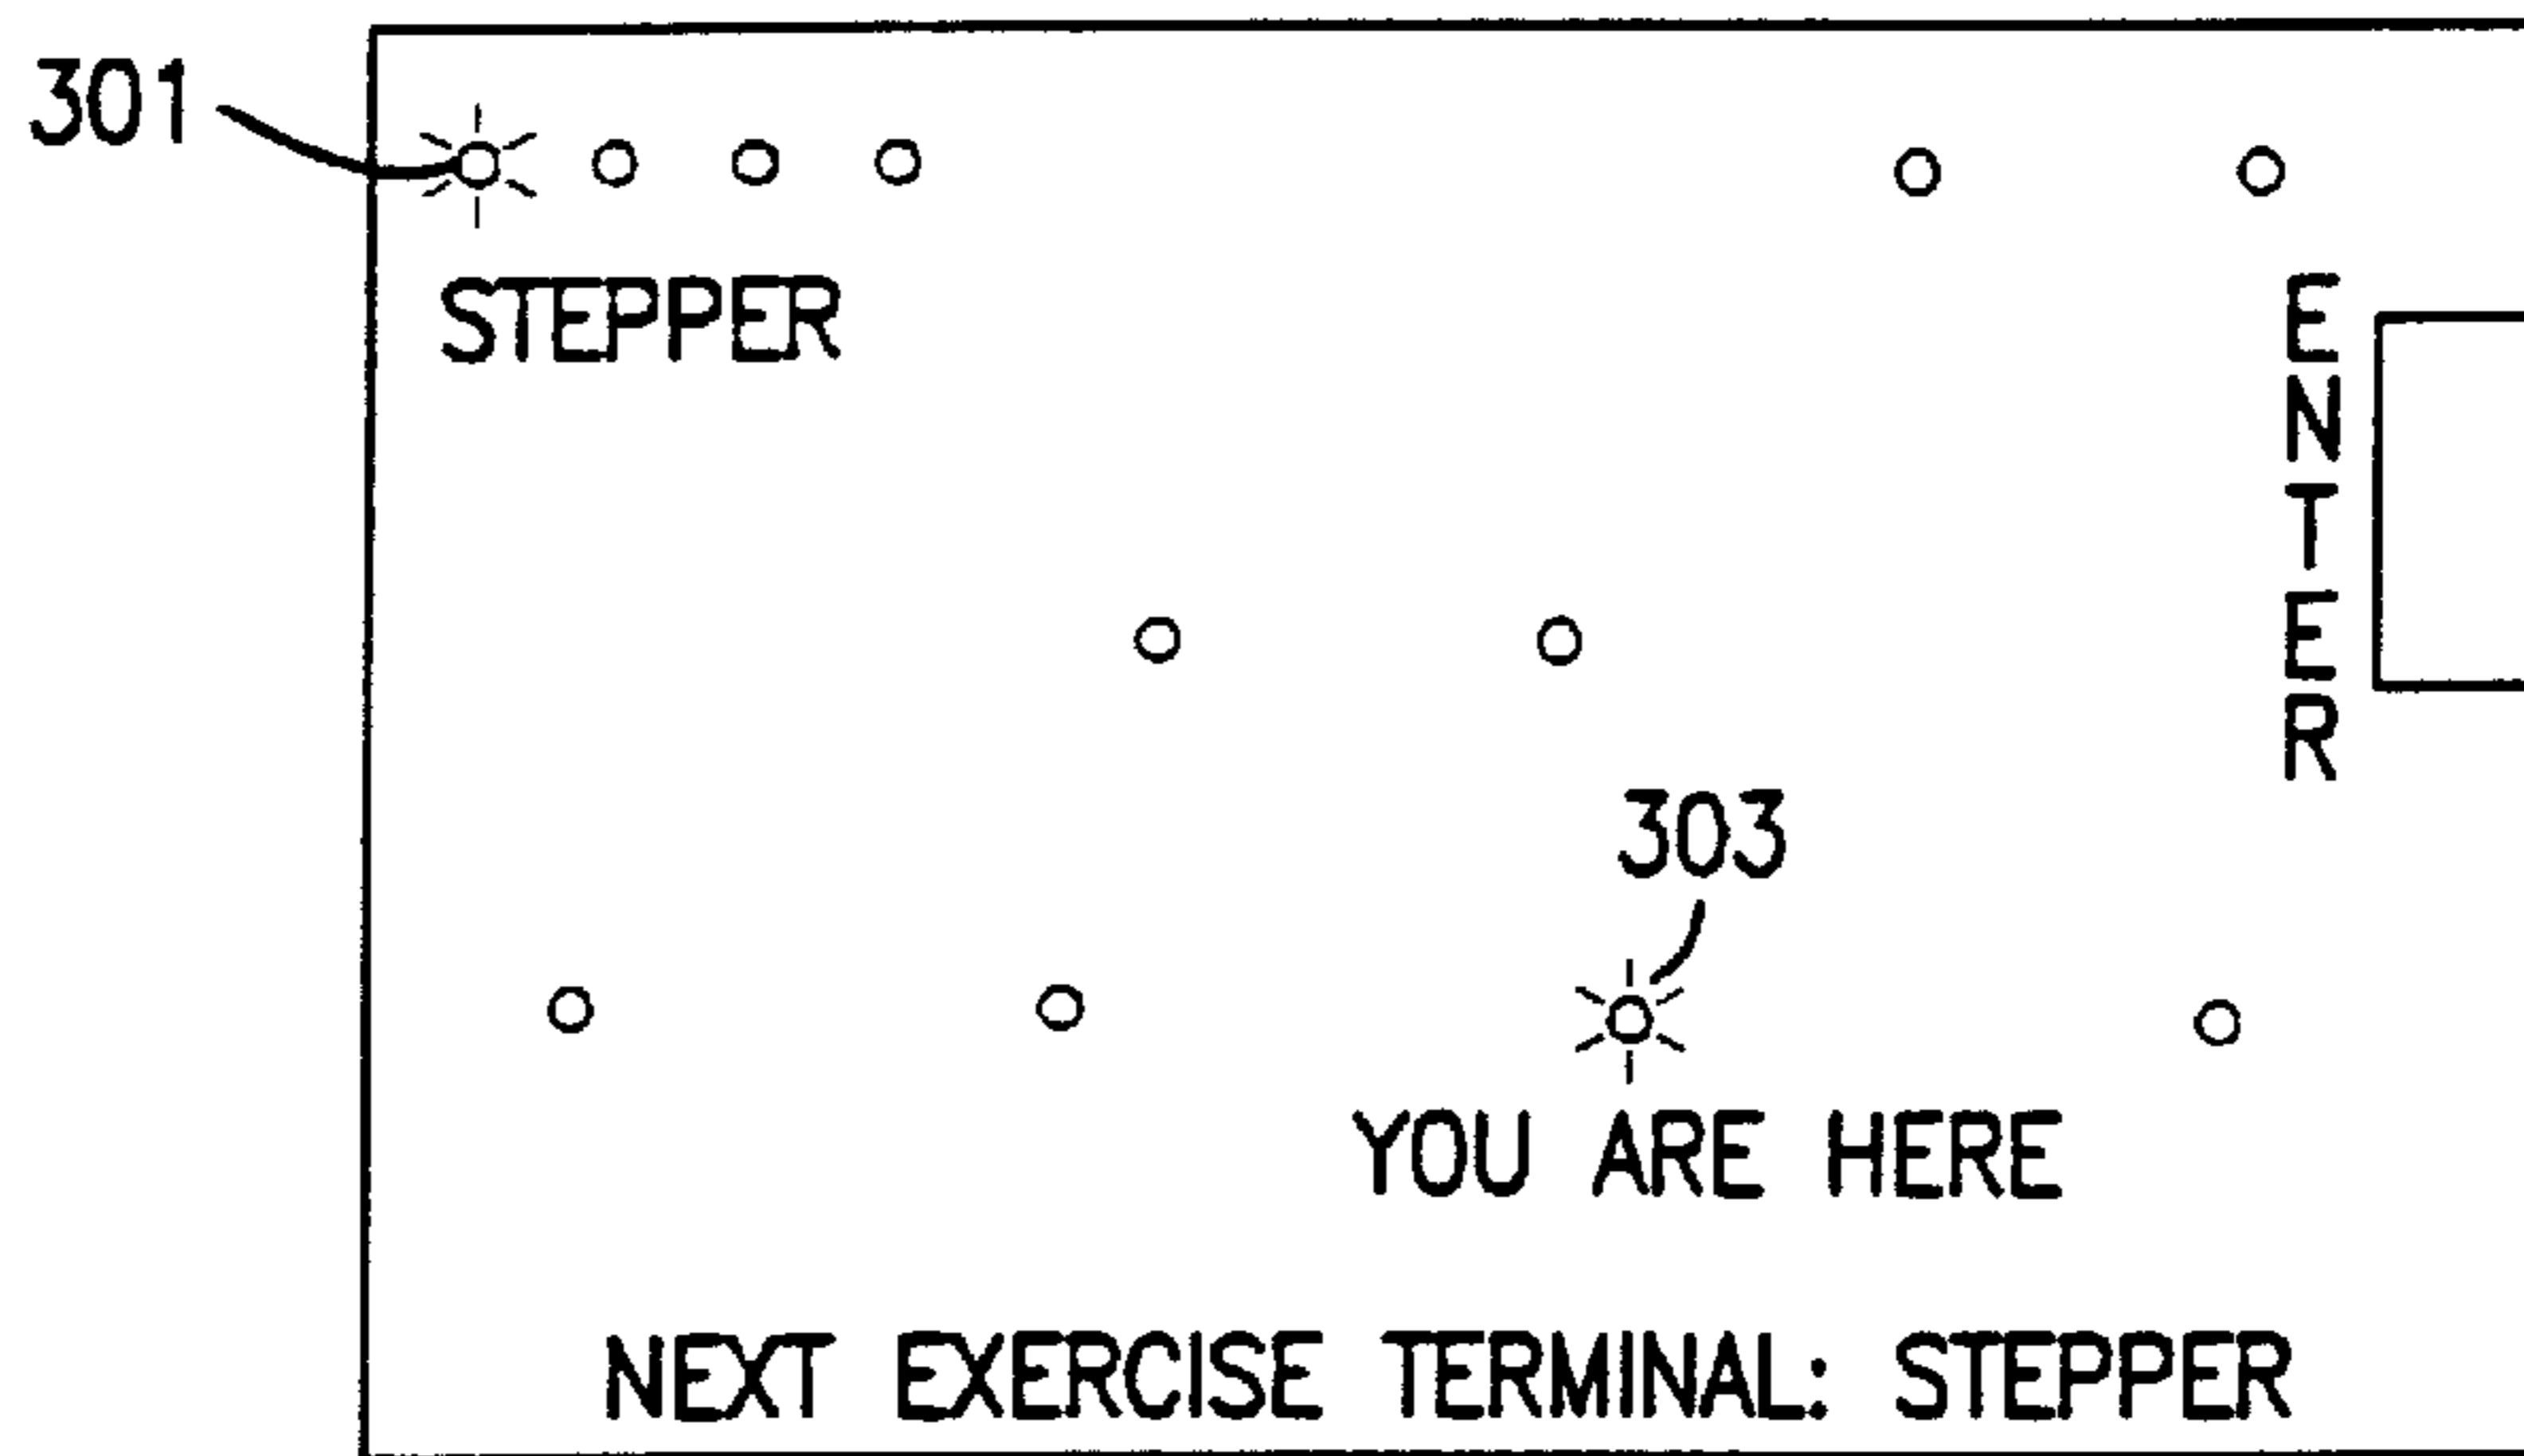 301
STEPPER
ENTER
303
YOU ARE HERE
NEXT EXERCISE TERMINAL: STEPPER